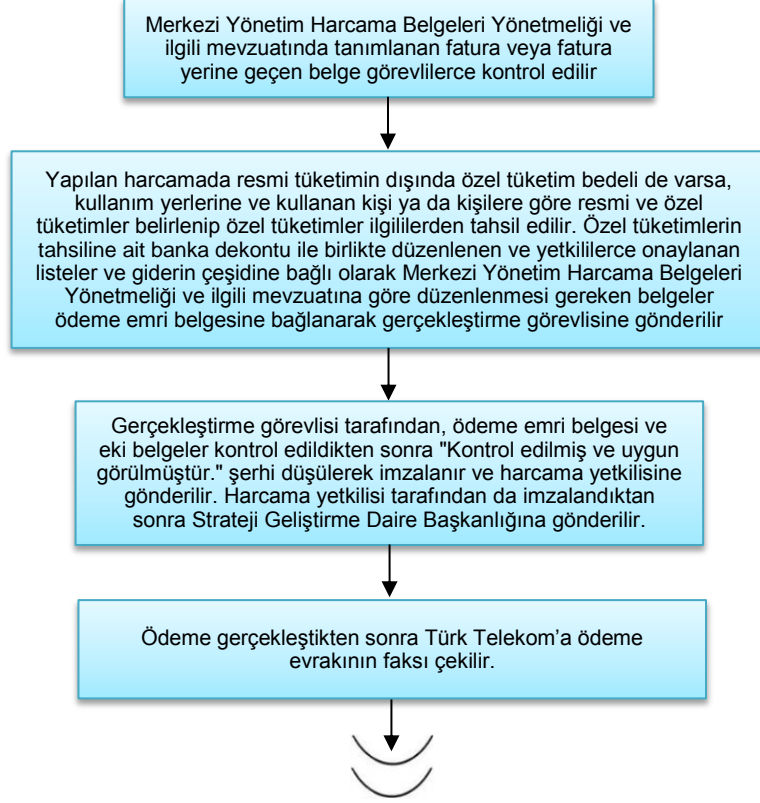 Merkezi Yönetim Harcama Belgeleri Yönetmeliği ve
ilgili mevzuatında tanımlanan fatura veya fatura
yerine geçen belge görevlilerce kontrol edilir
Yapılan harcamada resmi tüketimin dışında özel tüketim bedeli de varsa,
kullanım yerlerine ve kullanan kişi ya da kişilere göre resmi ve özel
tüketimler belirlenip özel tüketimler ilgililerden tahsil edilir. Özel tüketimlerin
tahsiline ait banka dekontu ile birlikte düzenlenen ve yetkililerce onaylanan
listeler ve giderin çeşidine bağlı olarak Merkezi Yönetim Harcama Belgeleri
Yönetmeliği ve ilgili mevzuatına göre düzenlenmesi gereken belgeler
ödeme emri belgesine bağlanarak gerçekleştirme görevlisine gönderilir
Gerçekleştirme görevlisi tarafından, ödeme emri belgesi ve
eki belgeler kontrol edildikten sonra "Kontrol edilmiş ve uygun
görülmüştür." şerhi düşülerek imzalanır ve harcama yetkilisine
gönderilir. Harcama yetkilisi tarafından da imzalandıktan
sonra Strateji Geliştirme Daire Başkanlığına gönderilir.
Ödeme gerçekleştikten sonra Türk Telekom’a ödeme
evrakının faksı çekilir.